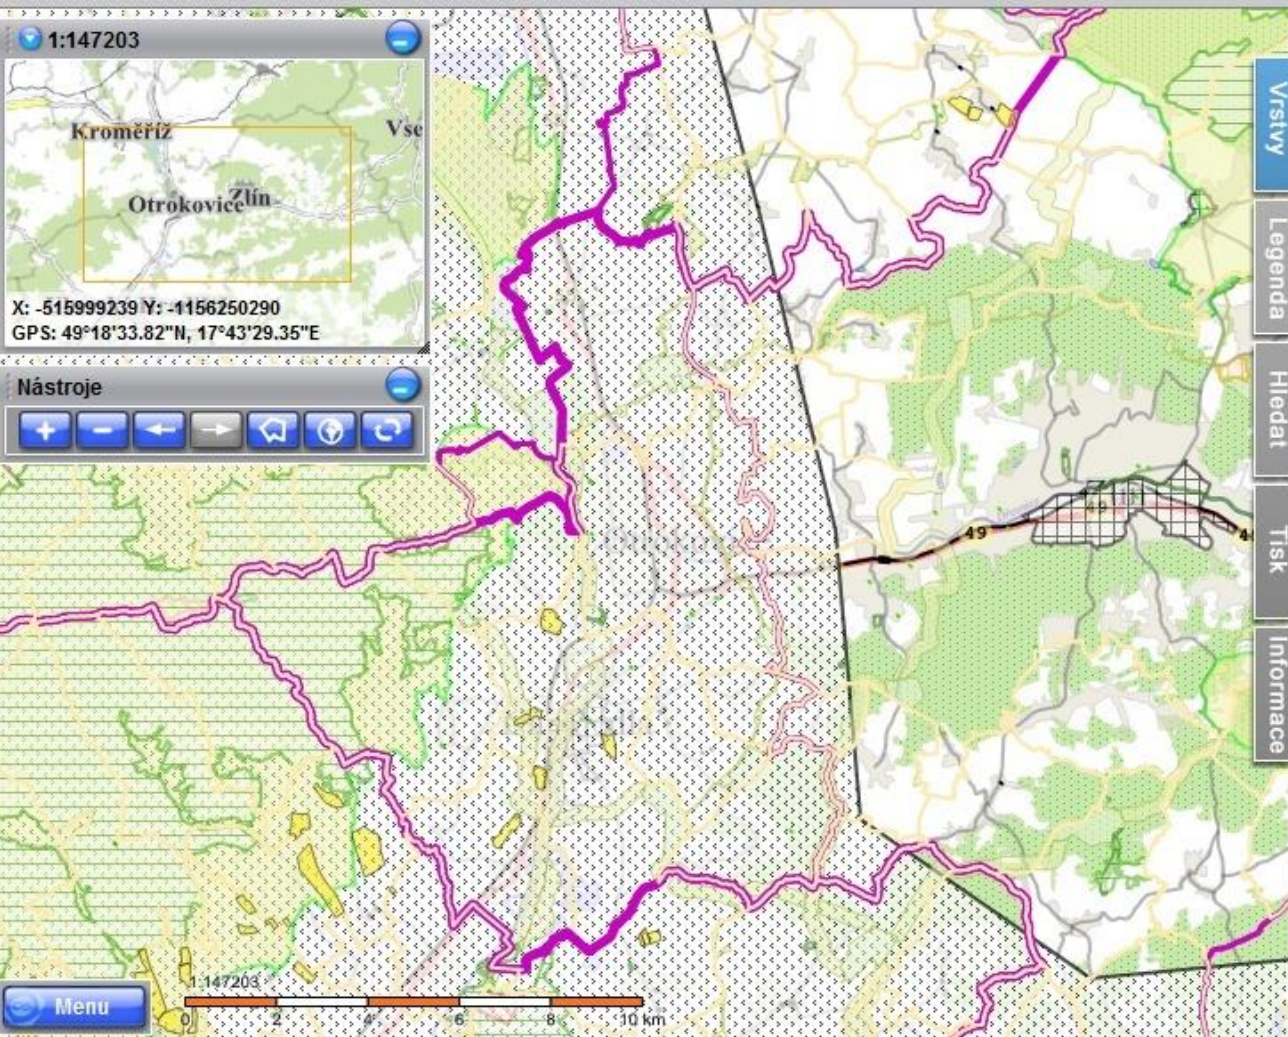 1:147203
Kroměříž
Vse
Otrokovice
Zlín
X: -515999239 Y: -1156250290
GPS: 49°18'33.82"N, 17°43'29.35"E
Nástroje
Vrstvy
Legenda
Hledat
Tisk
Informace
49
49
Menu
1:147203
0 2 4 6 8 10 km